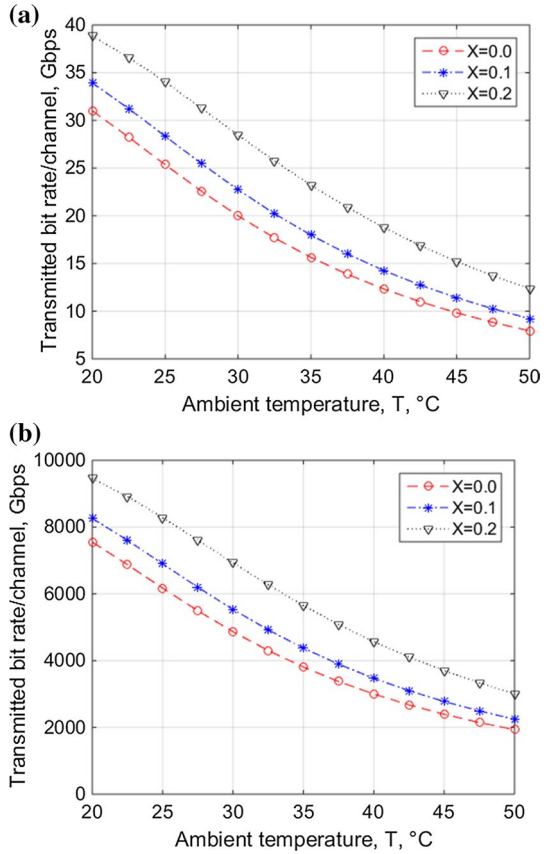 (a)
Transmitted bit rate/channel, Gbps
40
35
30
25
20
15
10
5
X=0.0
X=0.1
X=0.2
20 25 30 35 40 45 50
Ambient temperature, T, °C
(b)
Transmitted bit rate/channel, Gbps
10000
8000
6000
4000
2000
0
X=0.0
X=0.1
X=0.2
20 25 30 35 40 45 50
Ambient temperature, T, °C